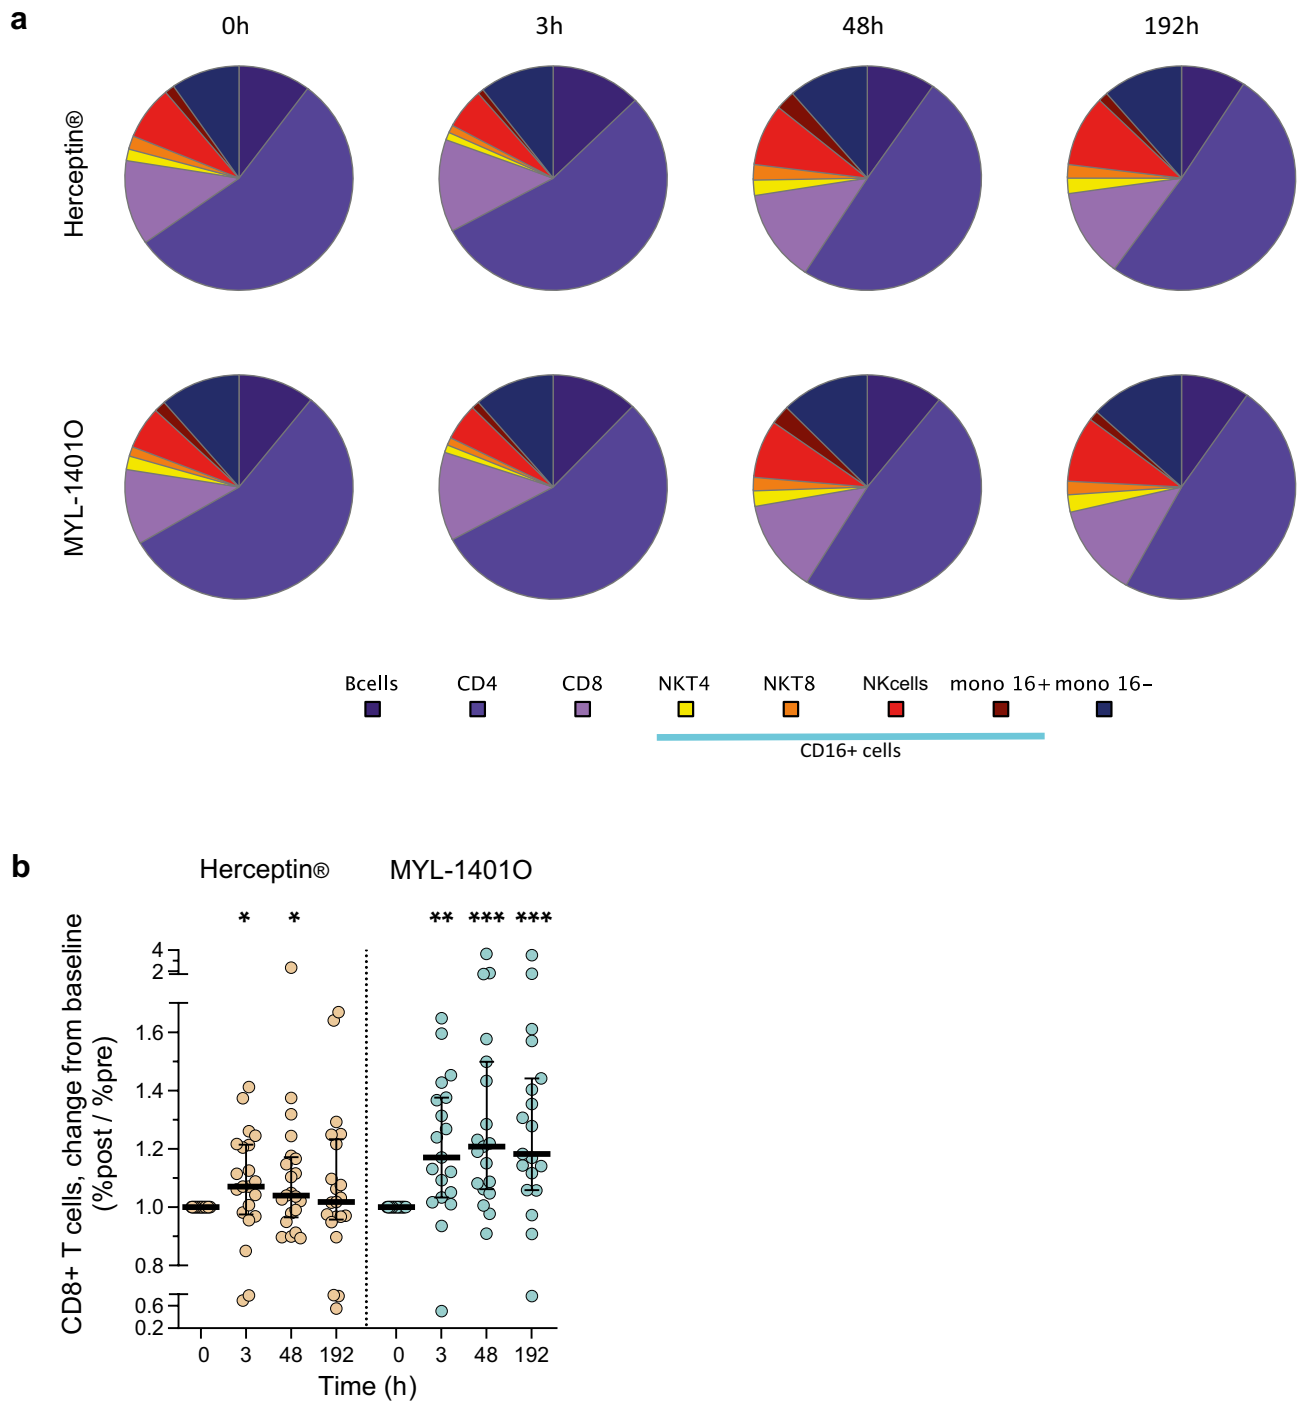 a
0h 3h 48h 192h
Herceptin®
MYL-1401O
Bcells CD4 CD8 NKT4 NKT8 NKcells mono 16+ mono 16-
CD16+ cells
b
Herceptin® MYL-1401O
* * ** *** ***
CD8+ T cells, change from baseline
(%post / %pre)
4
2
1.6
1.4
1.2
1.0
0.8
0.6
0.2
0 3 48 192 0 3 48 192
Time (h)